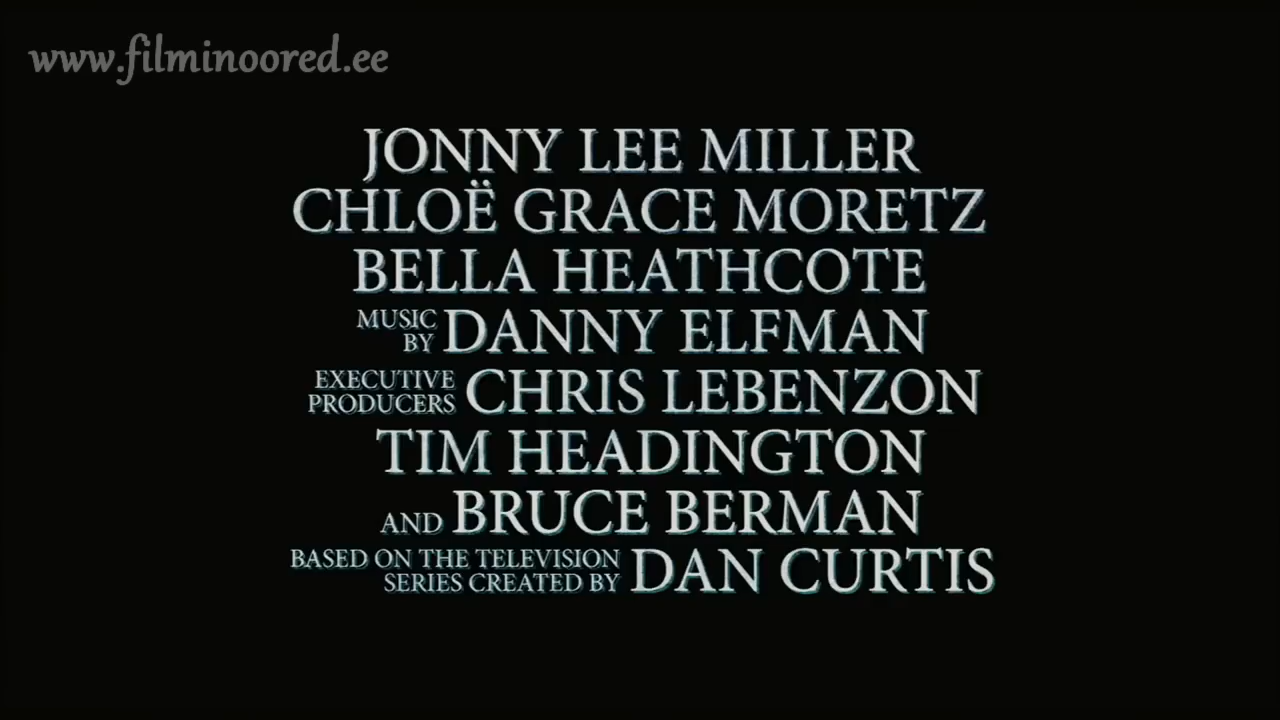 www.filminoored.ee
JONNY LEE MILLER
CHLOË GRACE MORETZ
BELLA HEATHCOTE
MUSIC BY DANNY ELFMAN
EXECUTIVE PRODUCERS CHRIS LEBENZON
TIM HEADINGTON
AND BRUCE BERMAN
BASED ON THE TELEVISION SERIES CREATED BY DAN CURTIS